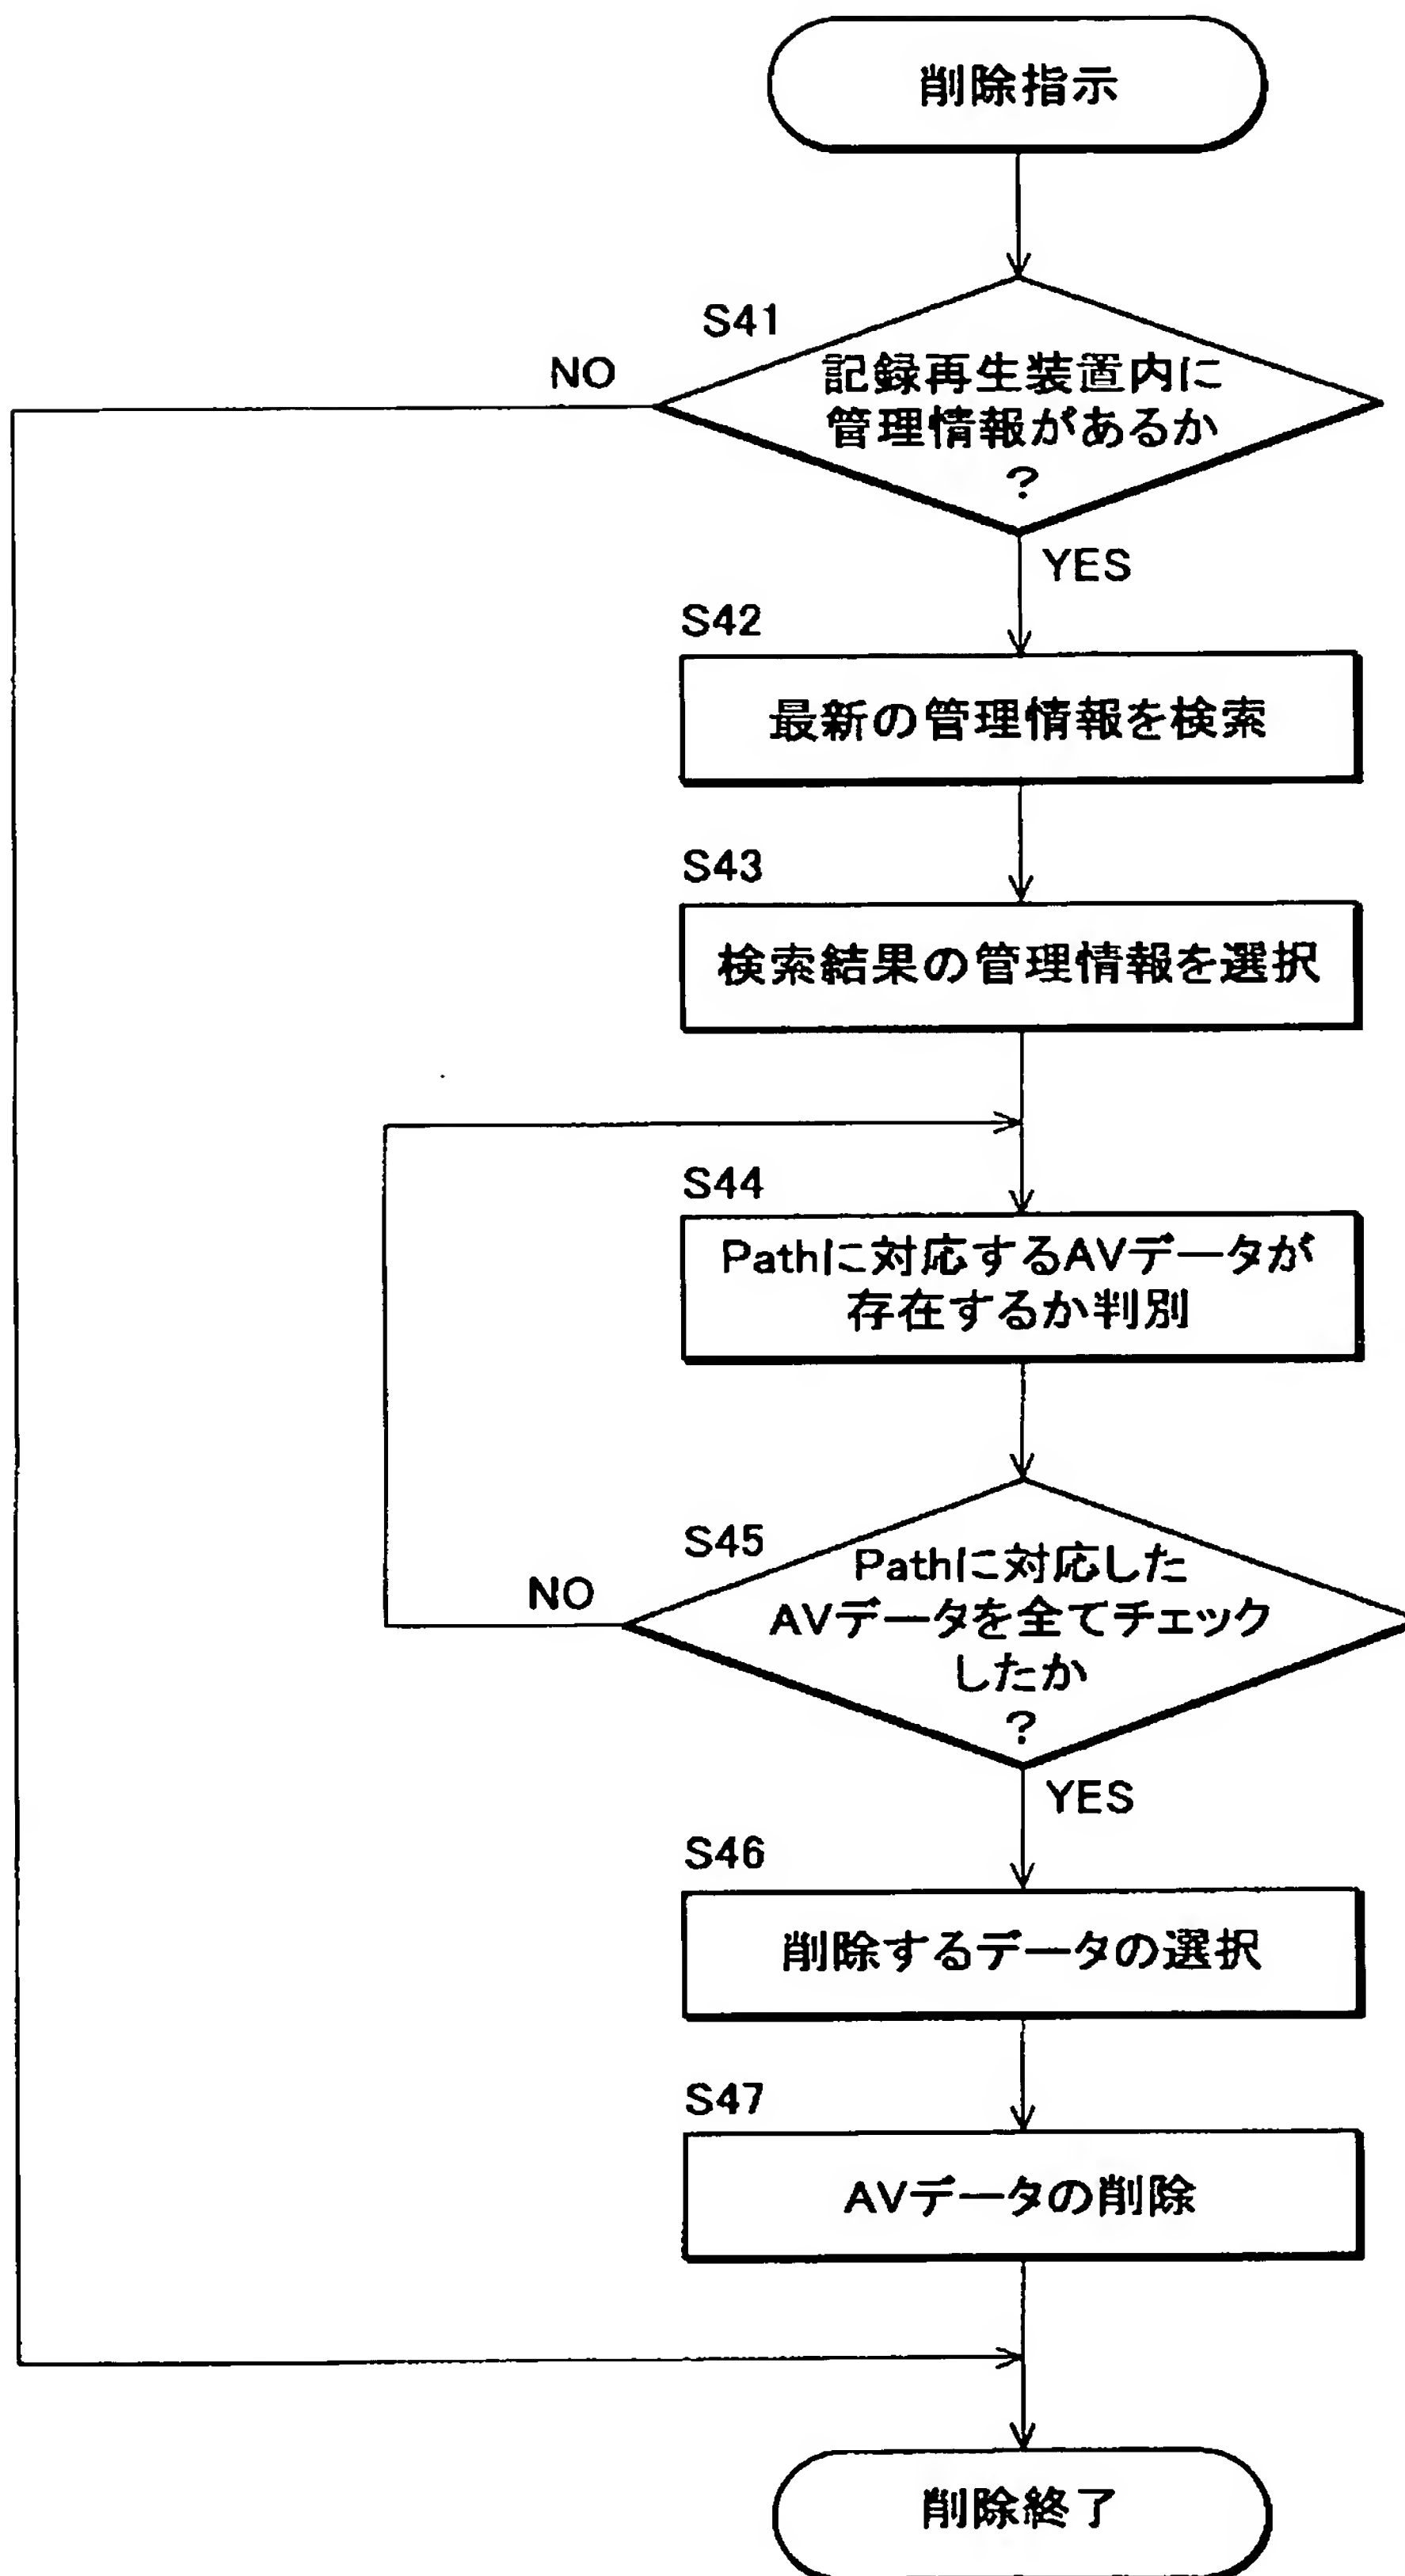 削除指示
S41
NO
記録再生装置内に
管理情報があるか
?
YES
S42
最新の管理情報を検索
S43
検索結果の管理情報を選択
S44
Pathに対応するAVデータが
存在するか判別
S45
NO
Pathに対応した
AVデータを全てチェック
したか
?
YES
S46
削除するデータの選択
S47
AVデータの削除
削除終了